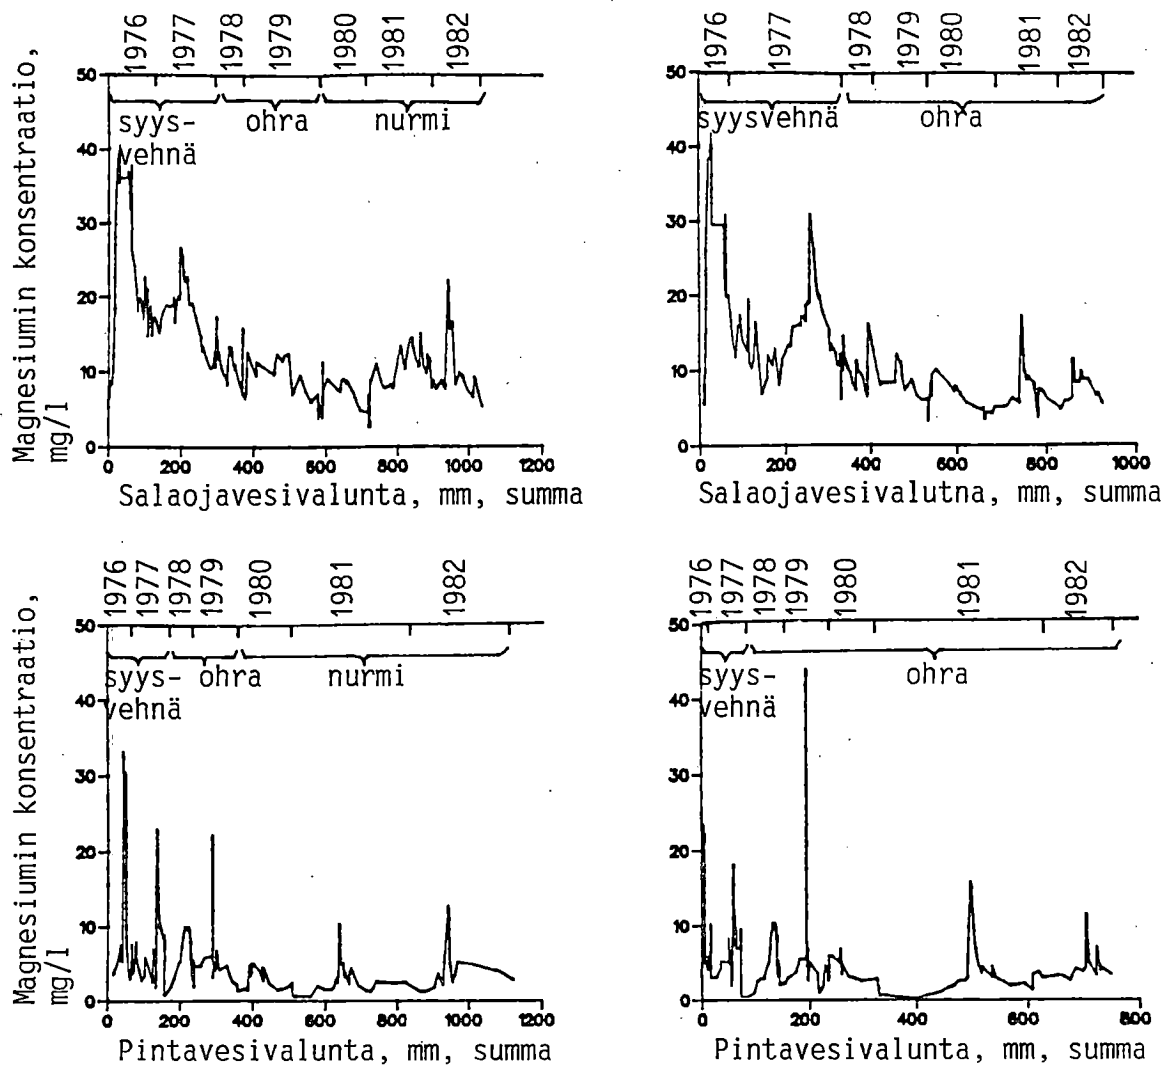 1976 1977 1978 1979 1980 1981 1982
50
syys- ohra nurmi
vehnä
40
30
20
10
0
0 200 400 600 800 1000 1200
Magnesiumin konsentraatio,
mg/l
Salaojavesivalunta, mm, summa
1976 1977 1978 1979 1980 1981 1982
50
syysvehnä ohra
40
30
20
10
0
0 200 400 600 800 1000
Salaojavesivalutna, mm, summa
1976 1977 1978 1979 1980 1981 1982
50
syys- ohra nurmi
vehnä
40
30
20
10
0
0 200 400 600 800 1000 1200
Magnesiumin konsentraatio,
mg/l
Pintavesivalunta, mm, summa
1976 1977 1978 1979 1980 1981 1982
50
syys- ohra
vehnä
40
30
20
10
0
0 200 400 600 800
Pintavesivalunta, mm, summa